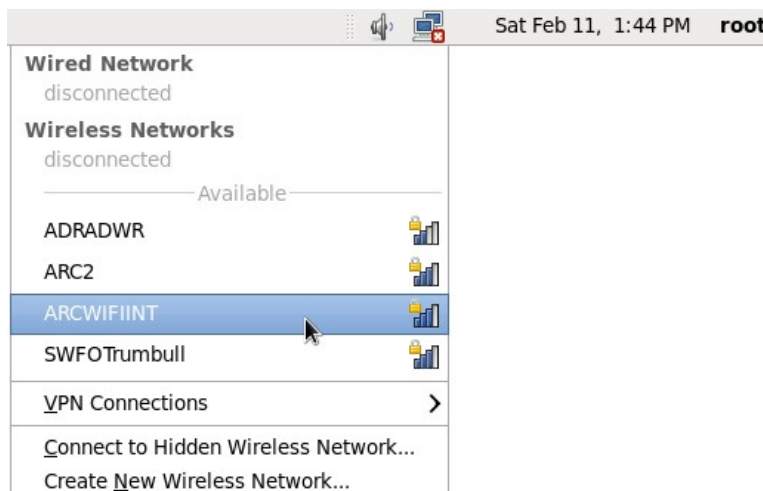 Sat Feb 11, 1:44 PM root
Wired Network
disconnected
Wireless Networks
disconnected
Available
ADRADWR
ARC2
ARCWIFIINT
SWFOTrumbull
VPN Connections
Connect to Hidden Wireless Network...
Create New Wireless Network...